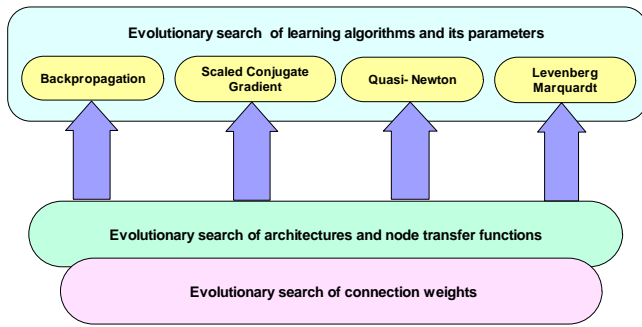 Evolutionary search of learning algorithms and its parameters
Backpropagation
Scaled Conjugate
Gradient
Quasi- Newton
Levenberg
Marquardt
Evolutionary search of architectures and node transfer functions
Evolutionary search of connection weights